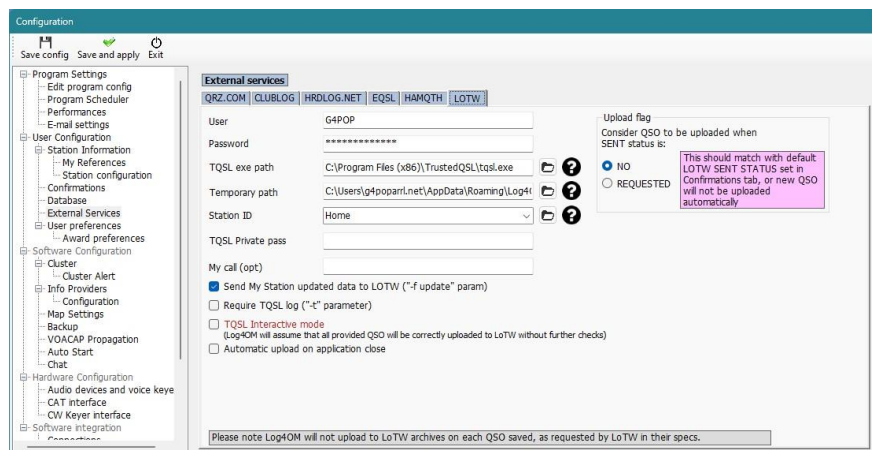 Configuration
Save config Save and apply Exit
Program Settings
Edit program config
Program Scheduler
Performances
E-mail settings
User Configuration
Station Information
My References
Station configuration
Confirmations
Database
External Services
User preferences
Award preferences
Software Configuration
Cluster
Cluster Alert
Info Providers
Configuration
Map Settings
Backup
VOACAP Propagation
Auto Start
Chat
Hardware Configuration
Audio devices and voice keye
CAT interface
CW Keyer interface
Software integration
Connections
External services
QRZ.COM CLUBLOG HRDLOG.NET EQSL HAMQTH LOTW
User G4POP
Password *************
TQSL exe path C:\Program Files (x86)\TrustedQSL\tqsl.exe
Temporary path C:\Users\g4poparrl.net\AppData\Roaming\Log4(
Station ID Home
TQSL Private pass
My call (opt)
Send My Station updated data to LOTW ("-f update" param)
Require TQSL log ("-t" parameter)
TQSL Interactive mode
(Log4OM will assume that all provided QSO will be correctly uploaded to LoTW without further checks)
Automatic upload on application close
Upload flag
Consider QSO to be uploaded when
SENT status is:
NO
REQUESTED
This should match with default
LOTW SENT STATUS set in
Confirmations tab, or new QSO
will not be uploaded
automatically
Please note Log4OM will not upload to LoTW archives on each QSO saved, as requested by LoTW in their specs.